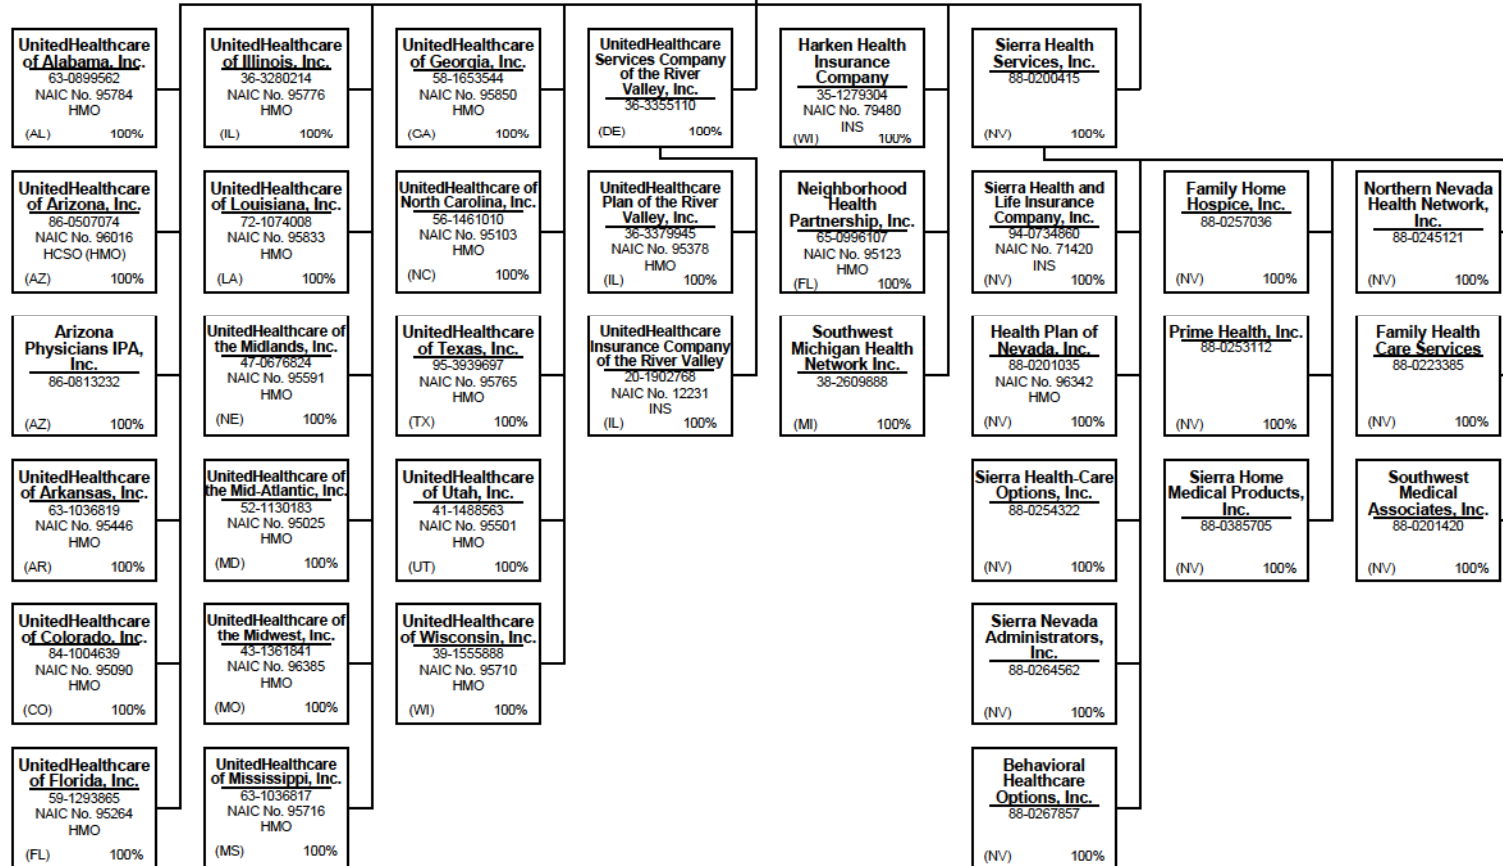 UnitedHealthcare
of Alabama, Inc.
63-0899562
NAIC No. 95784
HMO
(AL) 100%
UnitedHealthcare
of Illinois, Inc.
36-3280214
NAIC No. 95776
HMO
(IL) 100%
UnitedHealthcare
of Georgia, Inc.
58-1653544
NAIC No. 95850
HMO
(GA) 100%
UnitedHealthcare
Services Company
of the River
Valley, Inc.
36-3355110
(DE) 100%
Harken Health
Insurance
Company
35-1279304
NAIC No. 79480
INS
(WI) 100%
Sierra Health
Services, Inc.
88-0200415
(NV) 100%
UnitedHealthcare
of Arizona, Inc.
86-0507074
NAIC No. 96016
HCSO (HMO)
(AZ) 100%
UnitedHealthcare
of Louisiana, Inc.
72-1074008
NAIC No. 95833
HMO
(LA) 100%
UnitedHealthcare of
North Carolina, Inc.
56-1461010
NAIC No. 95103
HMO
(NC) 100%
UnitedHealthcare
Plan of the River
Valley, Inc.
36-3379945
NAIC No. 95378
HMO
(IL) 100%
Neighborhood
Health
Partnership, Inc.
65-0996107
NAIC No. 95123
HMO
(FL) 100%
Sierra Health and
Life Insurance
Company, Inc.
94-0734860
NAIC No. 71420
INS
(NV) 100%
Family Home
Hospice, Inc.
88-0257036
(NV) 100%
Northern Nevada
Health Network,
Inc.
88-0245121
(NV) 100%
Arizona
Physicians IPA,
Inc.
86-0813232
(AZ) 100%
UnitedHealthcare of
the Midlands, Inc.
47-0676824
NAIC No. 95591
HMO
(NE) 100%
UnitedHealthcare
of Texas, Inc.
95-3939697
NAIC No. 95765
HMO
(TX) 100%
UnitedHealthcare
Insurance Company
of the River Valley
20-1902768
NAIC No. 12231
INS
(IL) 100%
Southwest
Michigan Health
Network Inc.
38-2609888
(MI) 100%
Health Plan of
Nevada, Inc.
88-0201035
NAIC No. 96342
HMO
(NV) 100%
Prime Health, Inc.
88-0253112
(NV) 100%
Family Health
Care Services
88-0223385
(NV) 100%
UnitedHealthcare
of Arkansas, Inc.
63-1036819
NAIC No. 95446
HMO
(AR) 100%
UnitedHealthcare of
the Mid-Atlantic, Inc.
52-1130183
NAIC No. 95025
HMO
(MD) 100%
UnitedHealthcare
of Utah, Inc.
41-1488563
NAIC No. 95501
HMO
(UT) 100%
Sierra Health-Care
Options, Inc.
88-0254322
(NV) 100%
Sierra Home
Medical Products,
Inc.
88-0385705
(NV) 100%
Southwest
Medical
Associates, Inc.
88-0201420
(NV) 100%
UnitedHealthcare
of Colorado, Inc.
84-1004639
NAIC No. 95090
HMO
(CO) 100%
UnitedHealthcare of
the Midwest, Inc.
43-1361841
NAIC No. 96385
HMO
(MO) 100%
UnitedHealthcare
of Wisconsin, Inc.
39-1555888
NAIC No. 95710
HMO
(WI) 100%
Sierra Nevada
Administrators,
Inc.
88-0264562
(NV) 100%
UnitedHealthcare
of Florida, Inc.
59-1293865
NAIC No. 95264
HMO
(FL) 100%
UnitedHealthcare
of Mississippi, Inc.
63-1036817
NAIC No. 95716
HMO
(MS) 100%
Behavioral
Healthcare
Options, Inc.
88-0267857
(NV) 100%